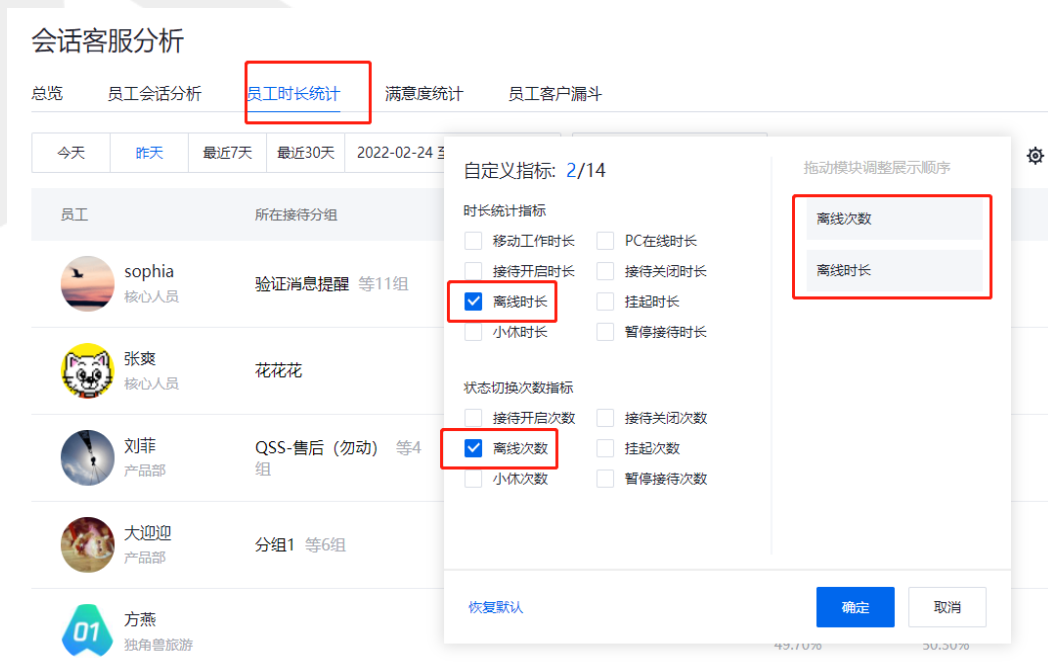 会话客服分析
总览 员工会话分析 员工时长统计 满意度统计 员工客户漏斗
今天 昨天 最近7天 最近30天 2022-02-24 至
员工 所在接待分组
sophia
核心人员
验证消息提醒 等11组
张爽
核心人员
花花花
刘菲
产品部
QSS-售后（勿动） 等4
组
大迎迎
产品部
分组1 等6组
01
方燕
独角兽旅游
自定义指标: 2/14
时长统计指标
移动工作时长 PC在线时长
接待开启时长 接待关闭时长
离线时长 挂起时长
小休时长 暂停接待时长
状态切换次数指标
接待开启次数 接待关闭次数
离线次数 挂起次数
小休次数 暂停接待次数
拖动模块调整展示顺序
离线次数
离线时长
恢复默认 确定 取消
49.70% 50.30%